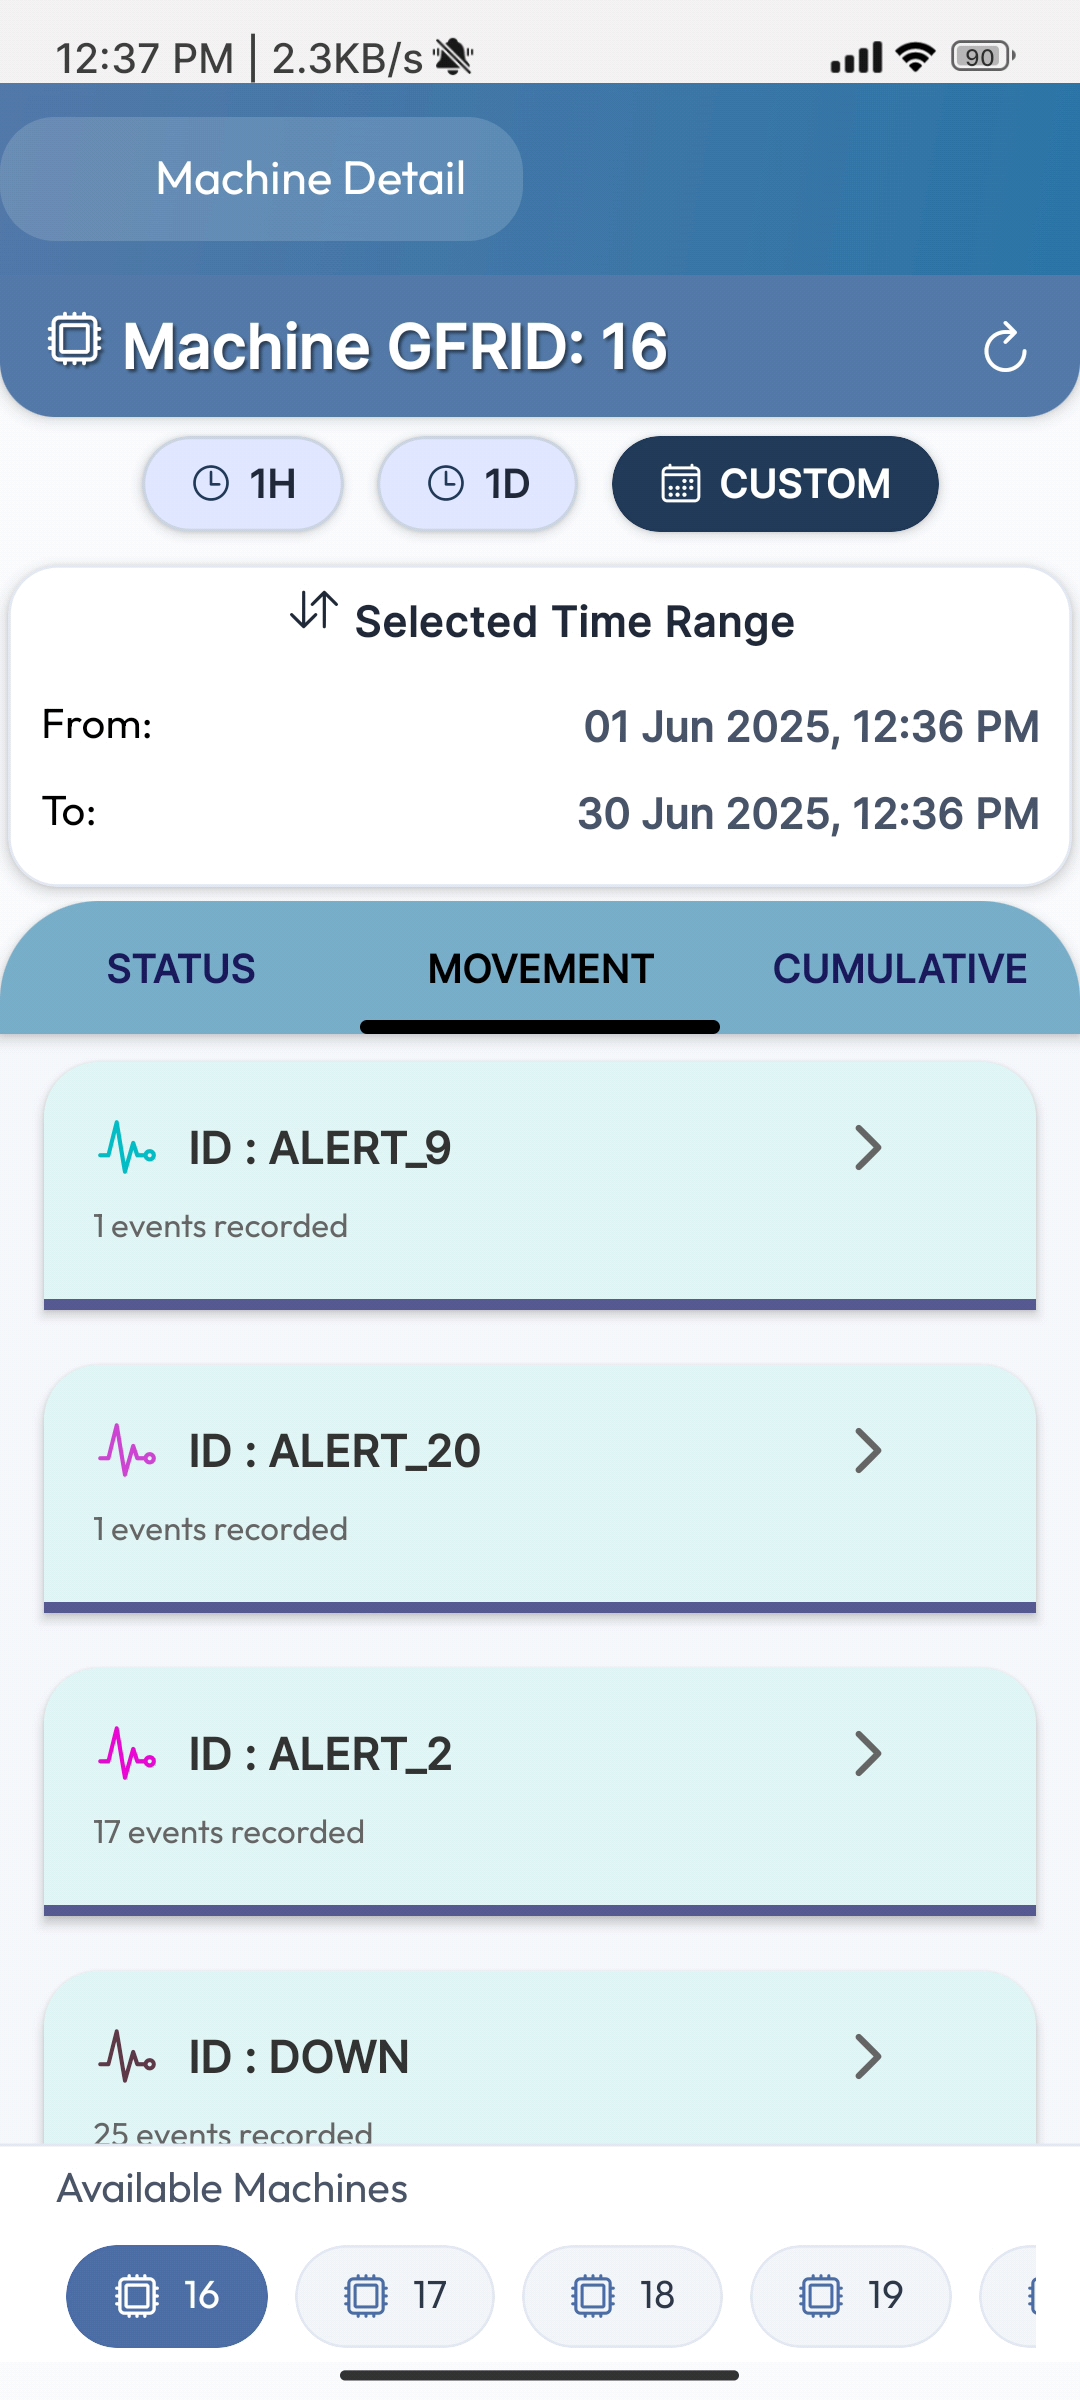 12:37 PM | 2.3KB/s
90
Machine Detail
Machine GFRID: 16
1H
1D
CUSTOM
Selected Time Range
From:
01 Jun 2025, 12:36 PM
To:
30 Jun 2025, 12:36 PM
STATUS
MOVEMENT
CUMULATIVE
ID : ALERT_9
1 events recorded
ID : ALERT_20
1 events recorded
ID : ALERT_2
17 events recorded
ID : DOWN
25 events recorded
Available Machines
16
17
18
19